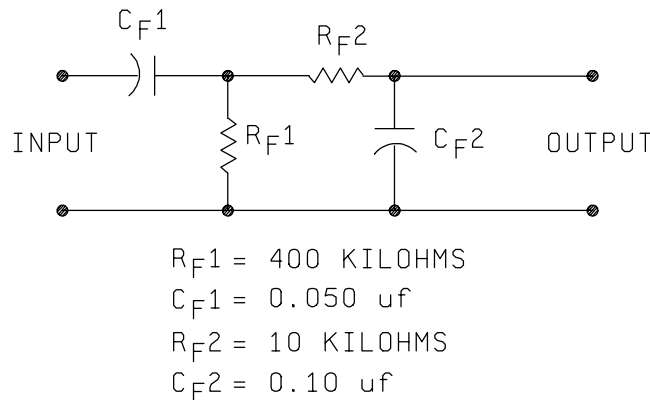 CF1
RF2
INPUT
RF1
CF2
OUTPUT
RF1 = 400 KILOHMS
CF1 = 0.050 uf
RF2 = 10 KILOHMS
CF2 = 0.10 uf